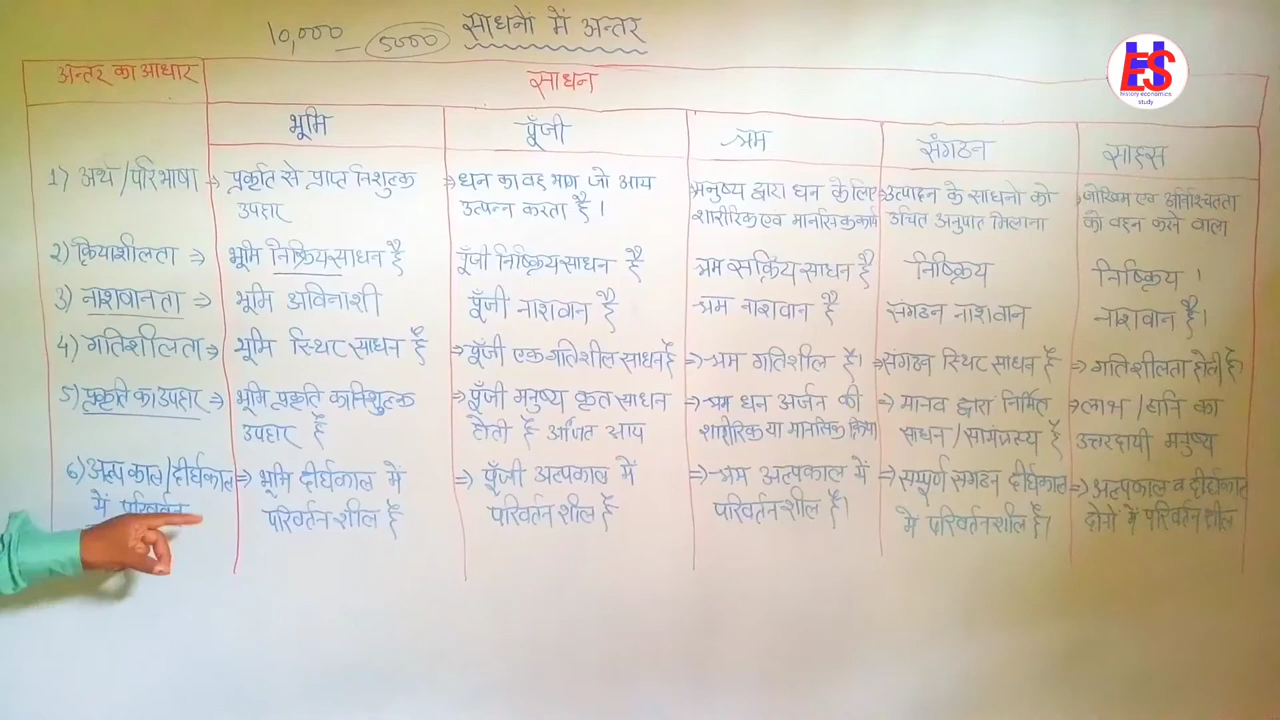 10,000 - 5000 साधनों में अन्तर
HES
history economics
study
अन्तर का आधार
साधन
भूमि पूँजी श्रम संगठन साहस
1) अर्थ/परिभाषा ⇒ प्रकृति से प्राप्त निशुल्क
उपहार
⇒ धन का वह भाग जो आय
उत्पन्न करता है।
मनुष्य द्वारा धन के लिए
शारीरिक एवं मानसिक कार्य
⇒ उत्पादन के साधनों को
उचित अनुपात मिलाना
जोखिम एवं अनिश्चितता
को वहन करने वाला
2) क्रियाशीलता ⇒ भूमि निष्क्रिय साधन है पूँजी निष्क्रिय साधन है श्रम सक्रिय साधन है निष्क्रिय निष्क्रिय।
3) नाशवानता ⇒ भूमि अविनाशी पूँजी नाशवान है श्रम नाशवान है संगठन नाशवान नाशवान है।
4) गतिशीलता ⇒ भूमि स्थिट साधन है ⇒ पूँजी एक गतिशील साधन है ⇒ श्रम गतिशील है। ⇒ संगठन स्थिट साधन है ⇒ गतिशीलता होती है।
5) प्रकृति का उपहार ⇒ भूमि प्रकृति का निशुल्क
उपहार है
⇒ पूँजी मनुष्य कृत साधन
होती है अर्जित आय
⇒ श्रम धन अर्जन की
शारीरिक या मानसिक क्रिया
⇒ मानव द्वारा निर्मित
साधन/सामंजस्य है
⇒ लाभ/हानि का
उत्तरदायी मनुष्य
6) अल्पकाल/दीर्घकाल
में परिवर्तन
⇒ भूमि दीर्घकाल में
परिवर्तनशील है
⇒ पूँजी अल्पकाल में
परिवर्तनशील है
⇒ श्रम अल्पकाल में
परिवर्तनशील है।
⇒ सम्पूर्ण संगठन दीर्घकाल
में परिवर्तनशील है।
⇒ अल्पकाल व दीर्घकाल
दोनों में परिवर्तनशील